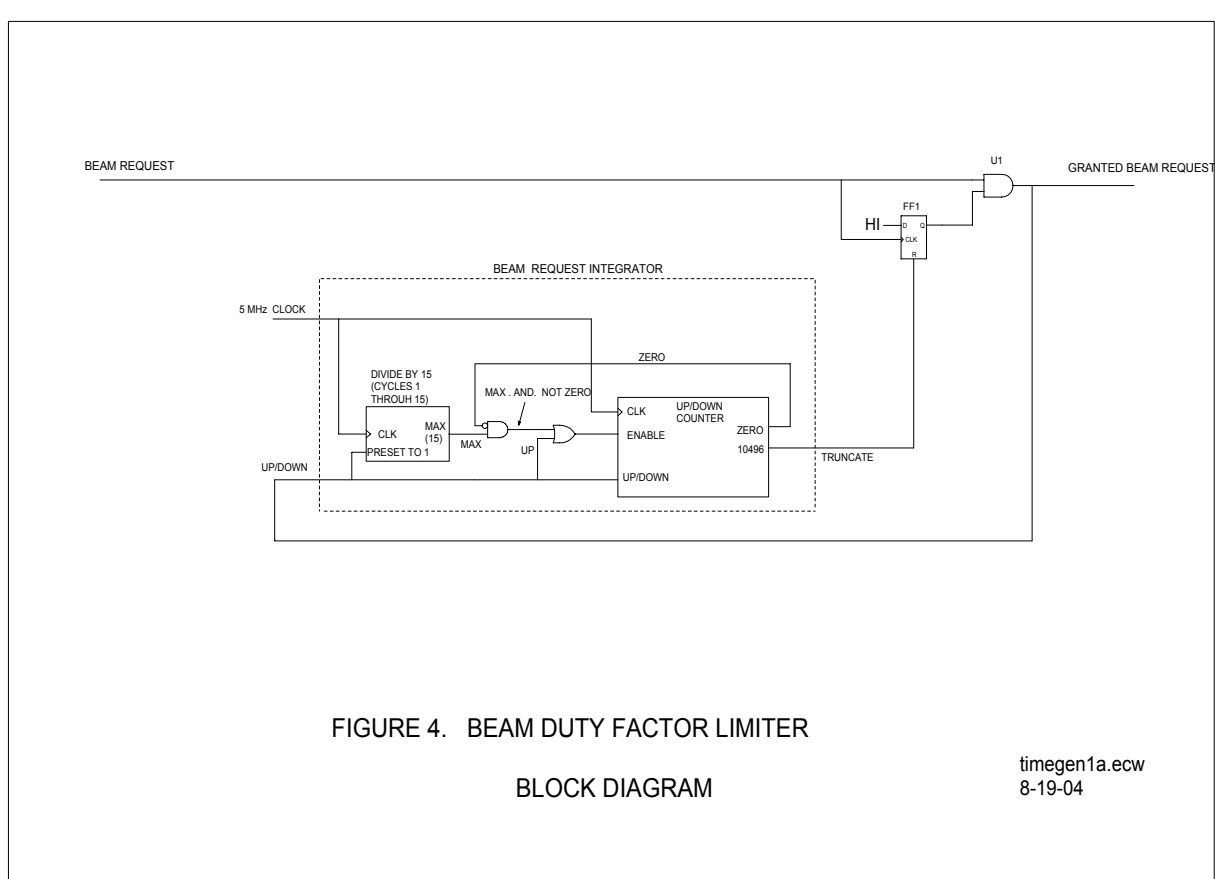 U1
BEAM REQUEST
GRANTED BEAM REQUEST
FF1
HI
D
Q
CLK
R
BEAM REQUEST INTEGRATOR
5 MHz CLOCK
ZERO
DIVIDE BY 15
(CYCLES 1
THROUH 15)
MAX . AND. NOT ZERO
CLK
MAX
(15)
PRESET TO 1
MAX
UP
CLK
UP/DOWN
COUNTER
ENABLE
ZERO
10496
UP/DOWN
TRUNCATE
UP/DOWN
FIGURE 4. BEAM DUTY FACTOR LIMITER
BLOCK DIAGRAM
timegen1a.ecw
8-19-04